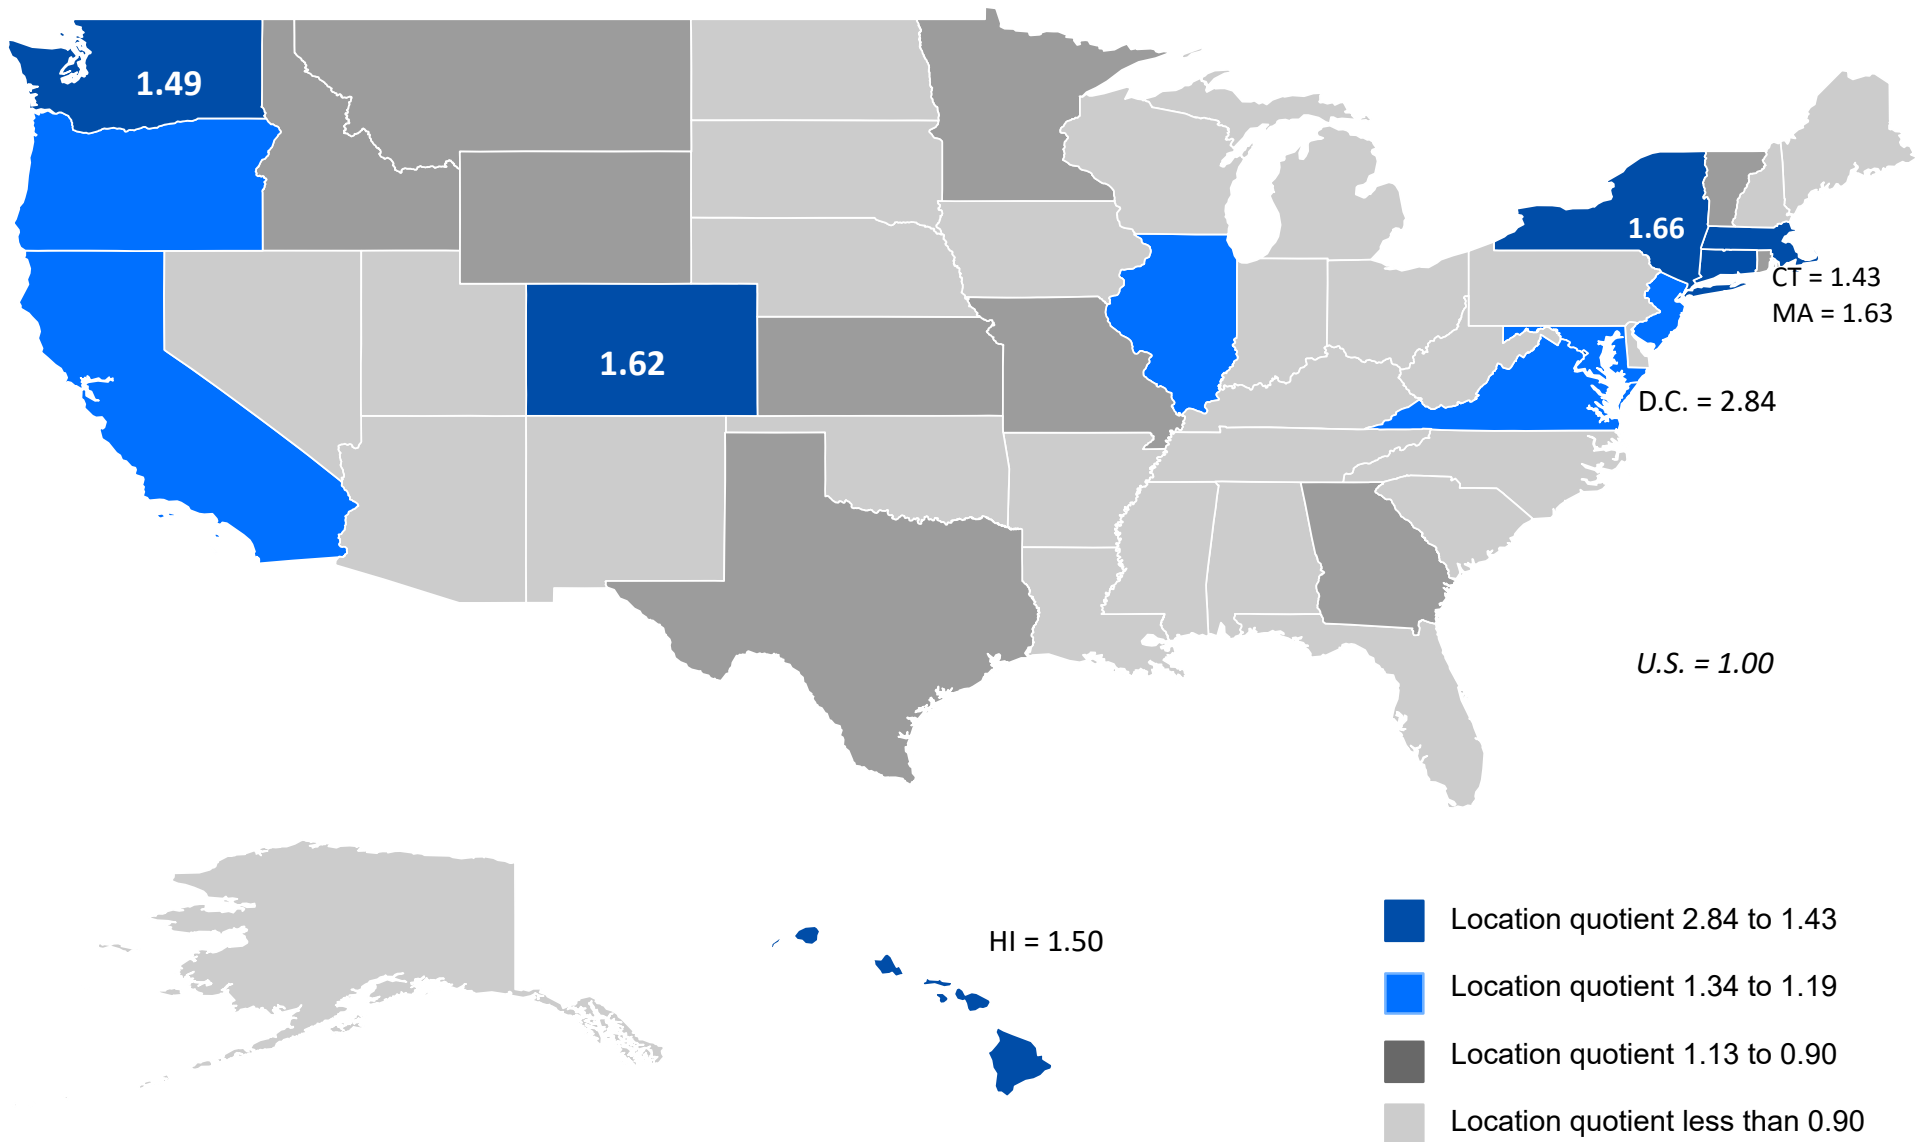 1.49
1.66
CT = 1.43
MA = 1.63
1.62
D.C. = 2.84
U.S. = 1.00
HI = 1.50
Location quotient 2.84 to 1.43
Location quotient 1.34 to 1.19
Location quotient 1.13 to 0.90
Location quotient less than 0.90